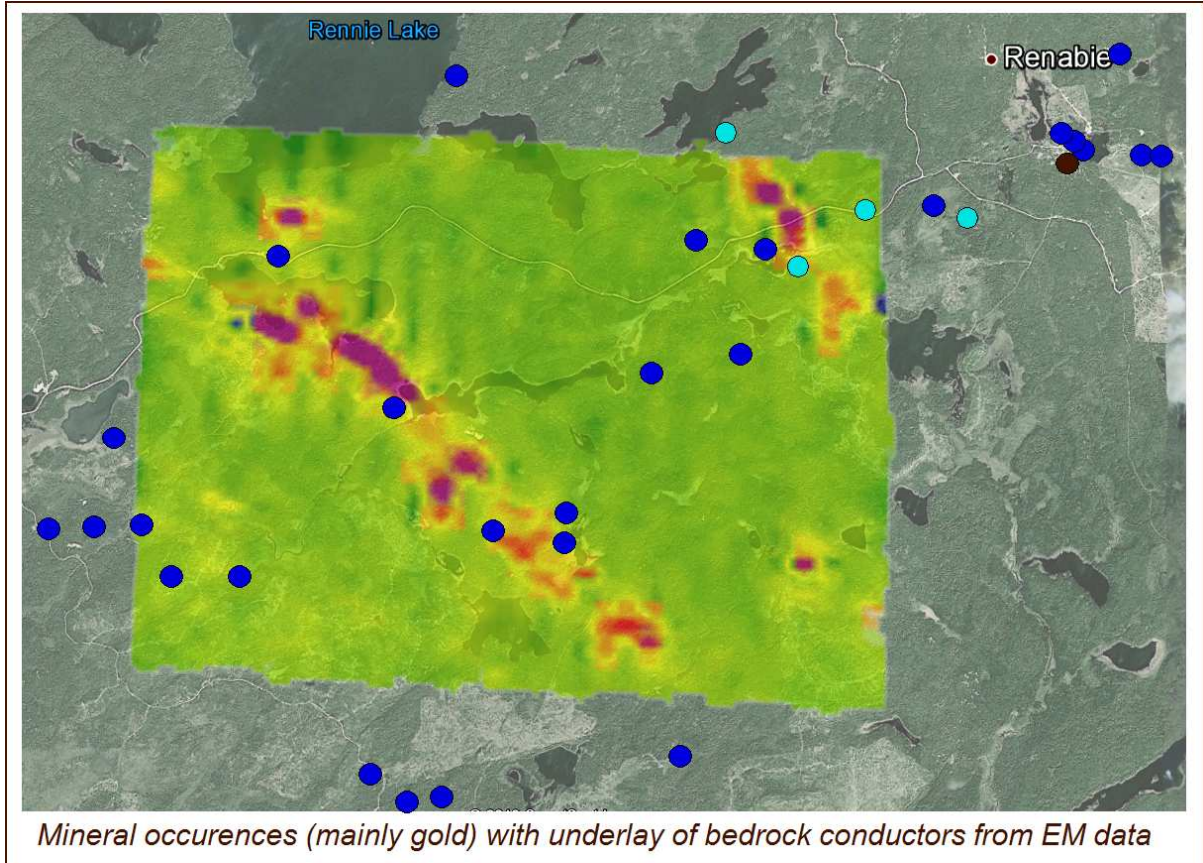 Rennie Lake
Renabie
Mineral occurences (mainly gold) with underlay of bedrock conductors from EM data